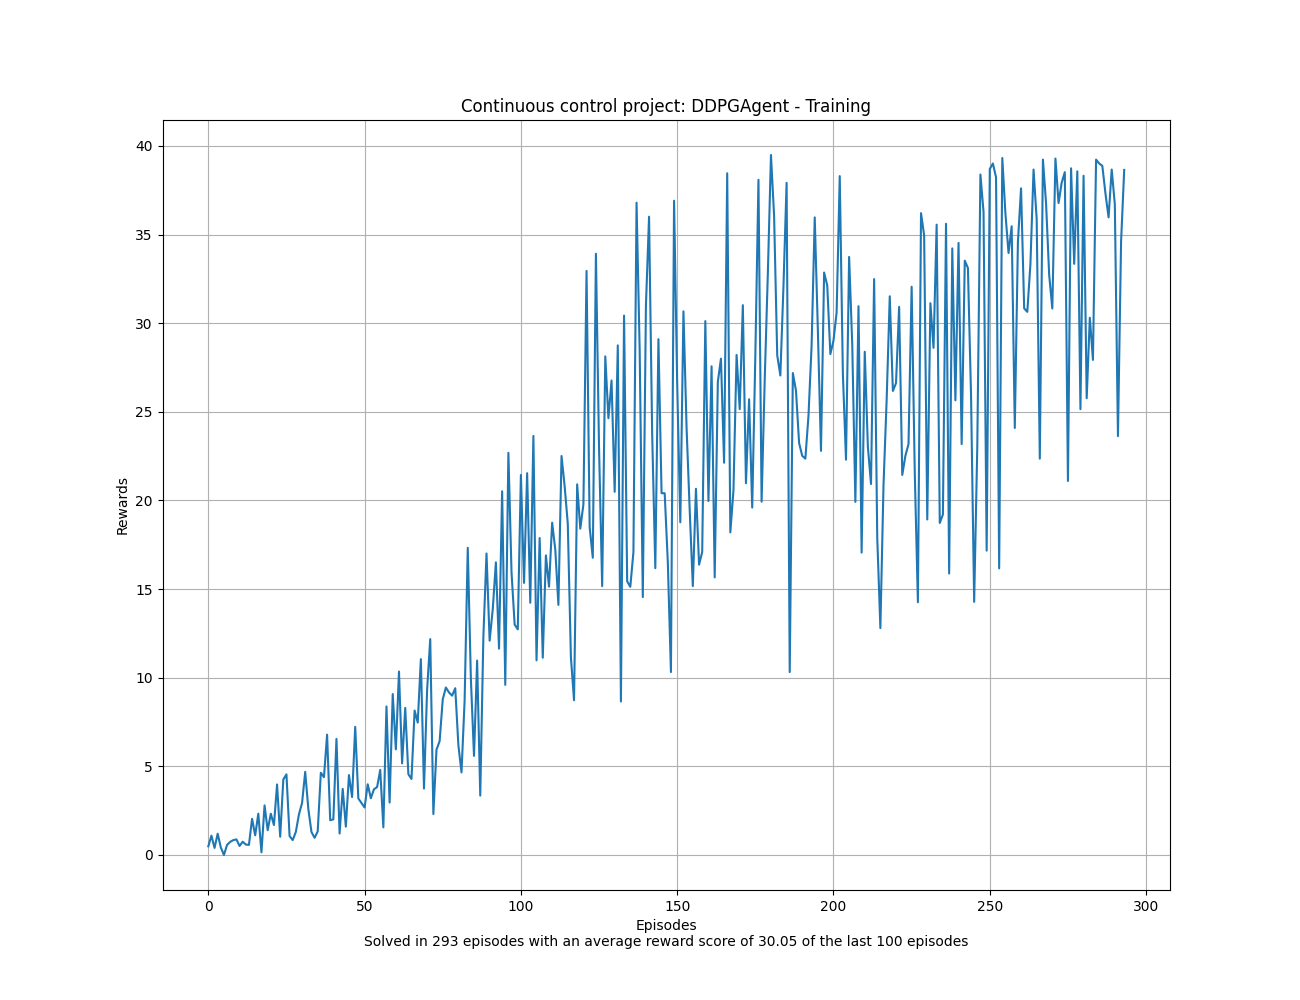 Continuous control project: DDPGAgent - Training
40
35
30
25
20
15
10
5
0
Rewards
0 50 100 150 200 250 300
Episodes
Solved in 293 episodes with an average reward score of 30.05 of the last 100 episodes